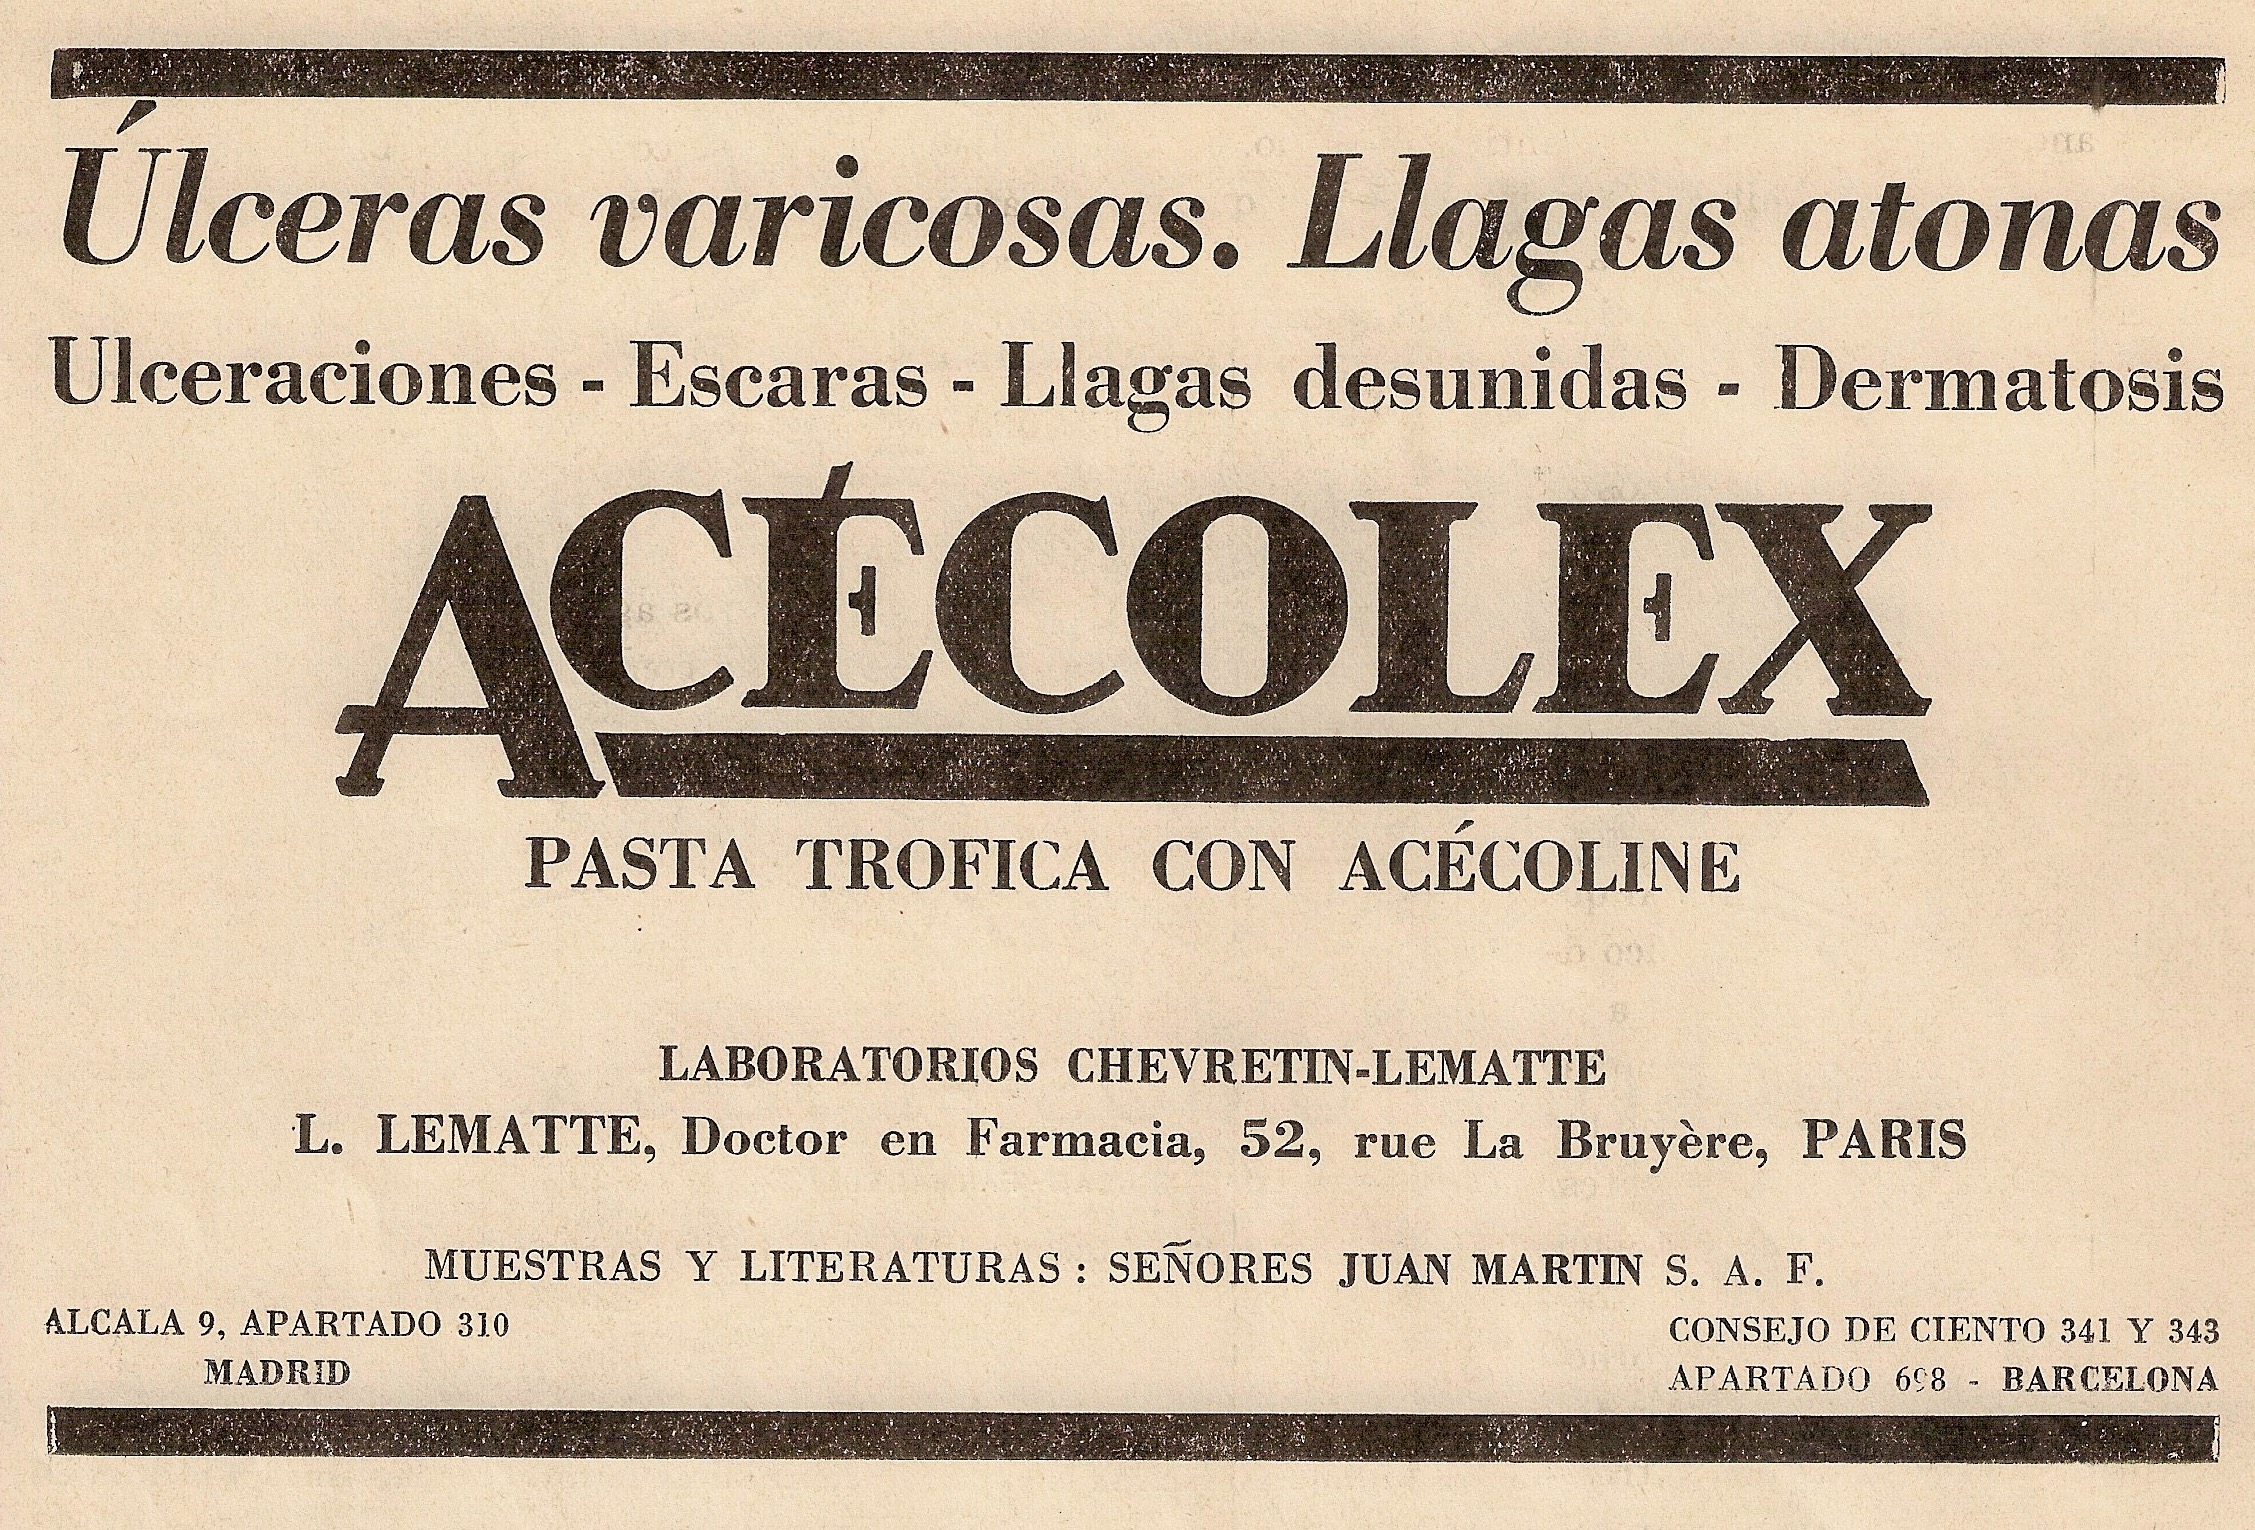 Úlceras varicosas. Llagas atonas
Ulceraciones - Escaras - Llagas desunidas - Dermatosis
ACÉCOLEX
PASTA TROFICA CON ACÉCOLINE
LABORATORIOS CHEVRETIN-LEMATTE
L. LEMATTE, Doctor en Farmacia, 52, rue La Bruyère, PARIS
MUESTRAS Y LITERATURAS : SEÑORES JUAN MARTIN S. A. F.
ALCALA 9, APARTADO 310
MADRID
CONSEJO DE CIENTO 341 Y 343
APARTADO 698 - BARCELONA